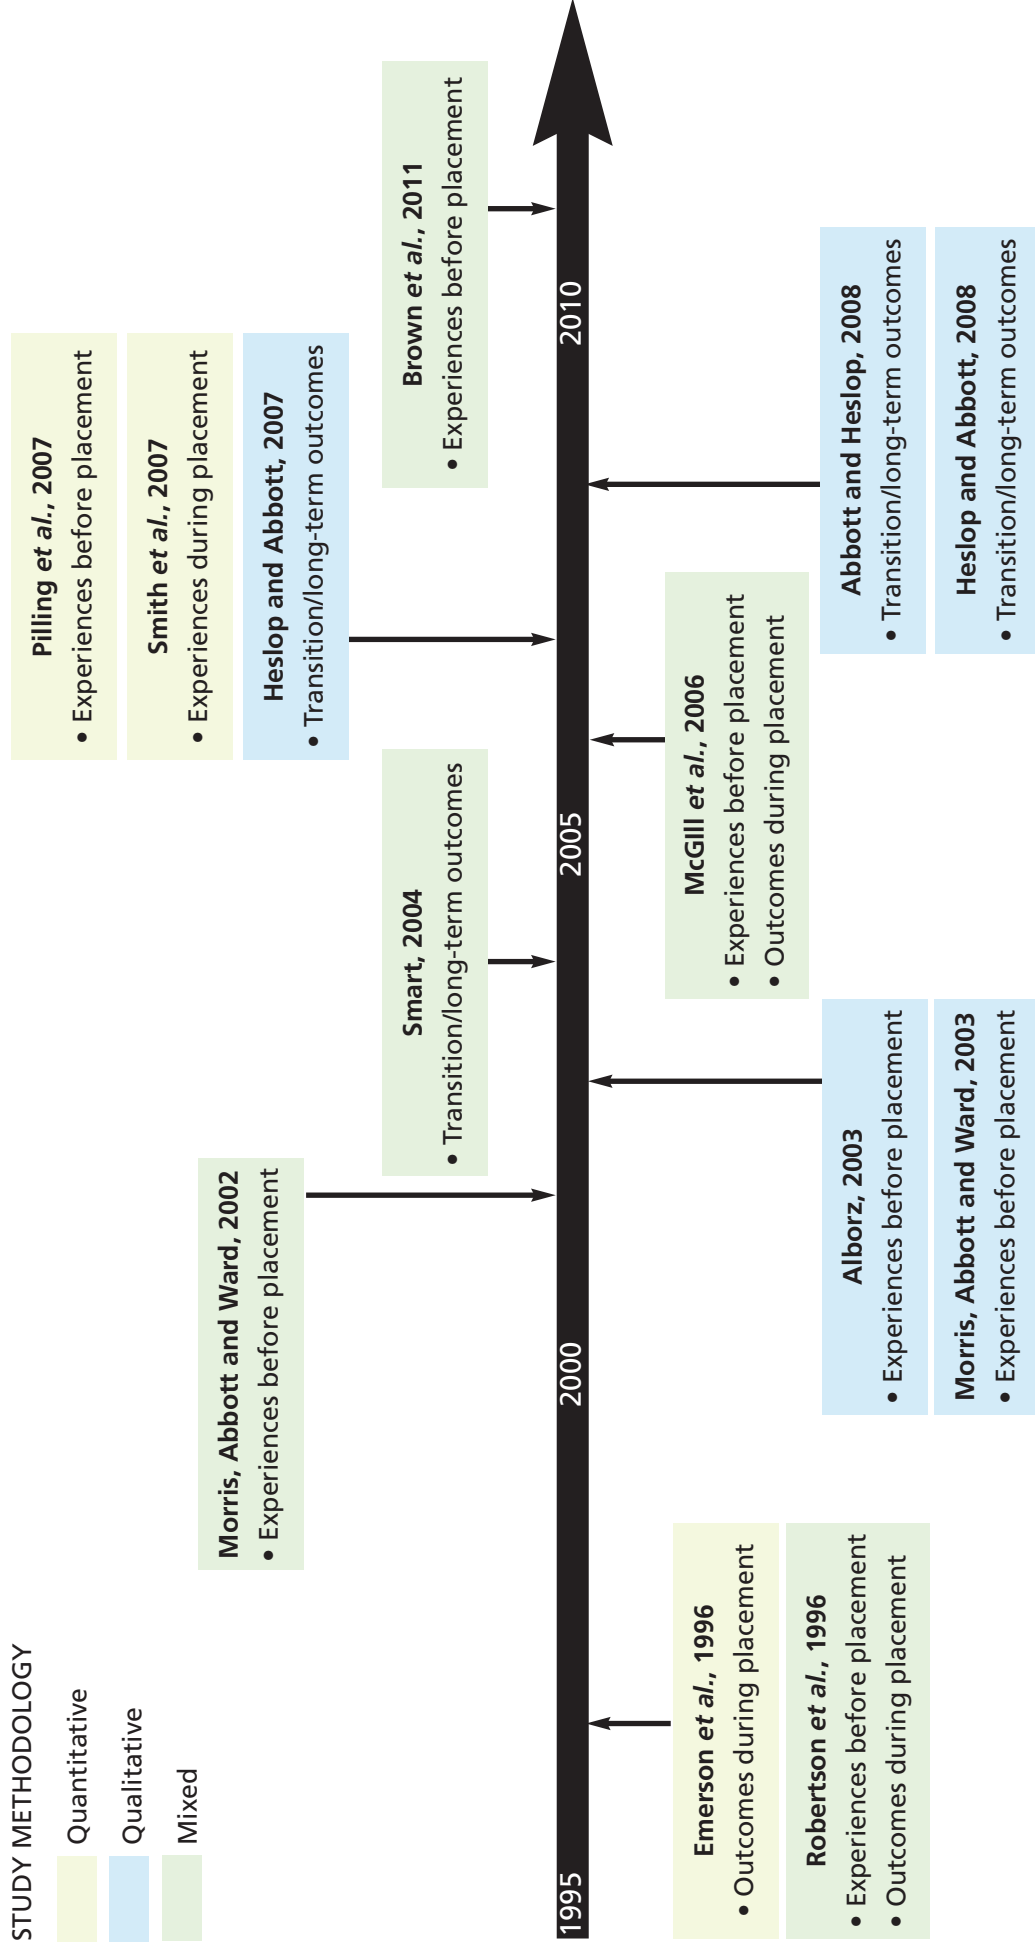 STUDY METHODOLOGY
Quantitative
Qualitative
Mixed
Pilling et al., 2007
• Experiences before placement
Smith et al., 2007
• Experiences during placement
Heslop and Abbott, 2007
• Transition/long-term outcomes
Morris, Abbott and Ward, 2002
• Experiences before placement
Smart, 2004
• Transition/long-term outcomes
Brown et al., 2011
• Experiences before placement
1995
2000
2005
2010
Emerson et al., 1996
• Outcomes during placement
Robertson et al., 1996
• Experiences before placement
• Outcomes during placement
Alborz, 2003
• Experiences before placement
Morris, Abbott and Ward, 2003
• Experiences before placement
McGIll et al., 2006
• Experiences before placement
• Outcomes during placement
Abbott and Heslop, 2008
• Transition/long-term outcomes
Heslop and Abbott, 2008
• Transition/long-term outcomes